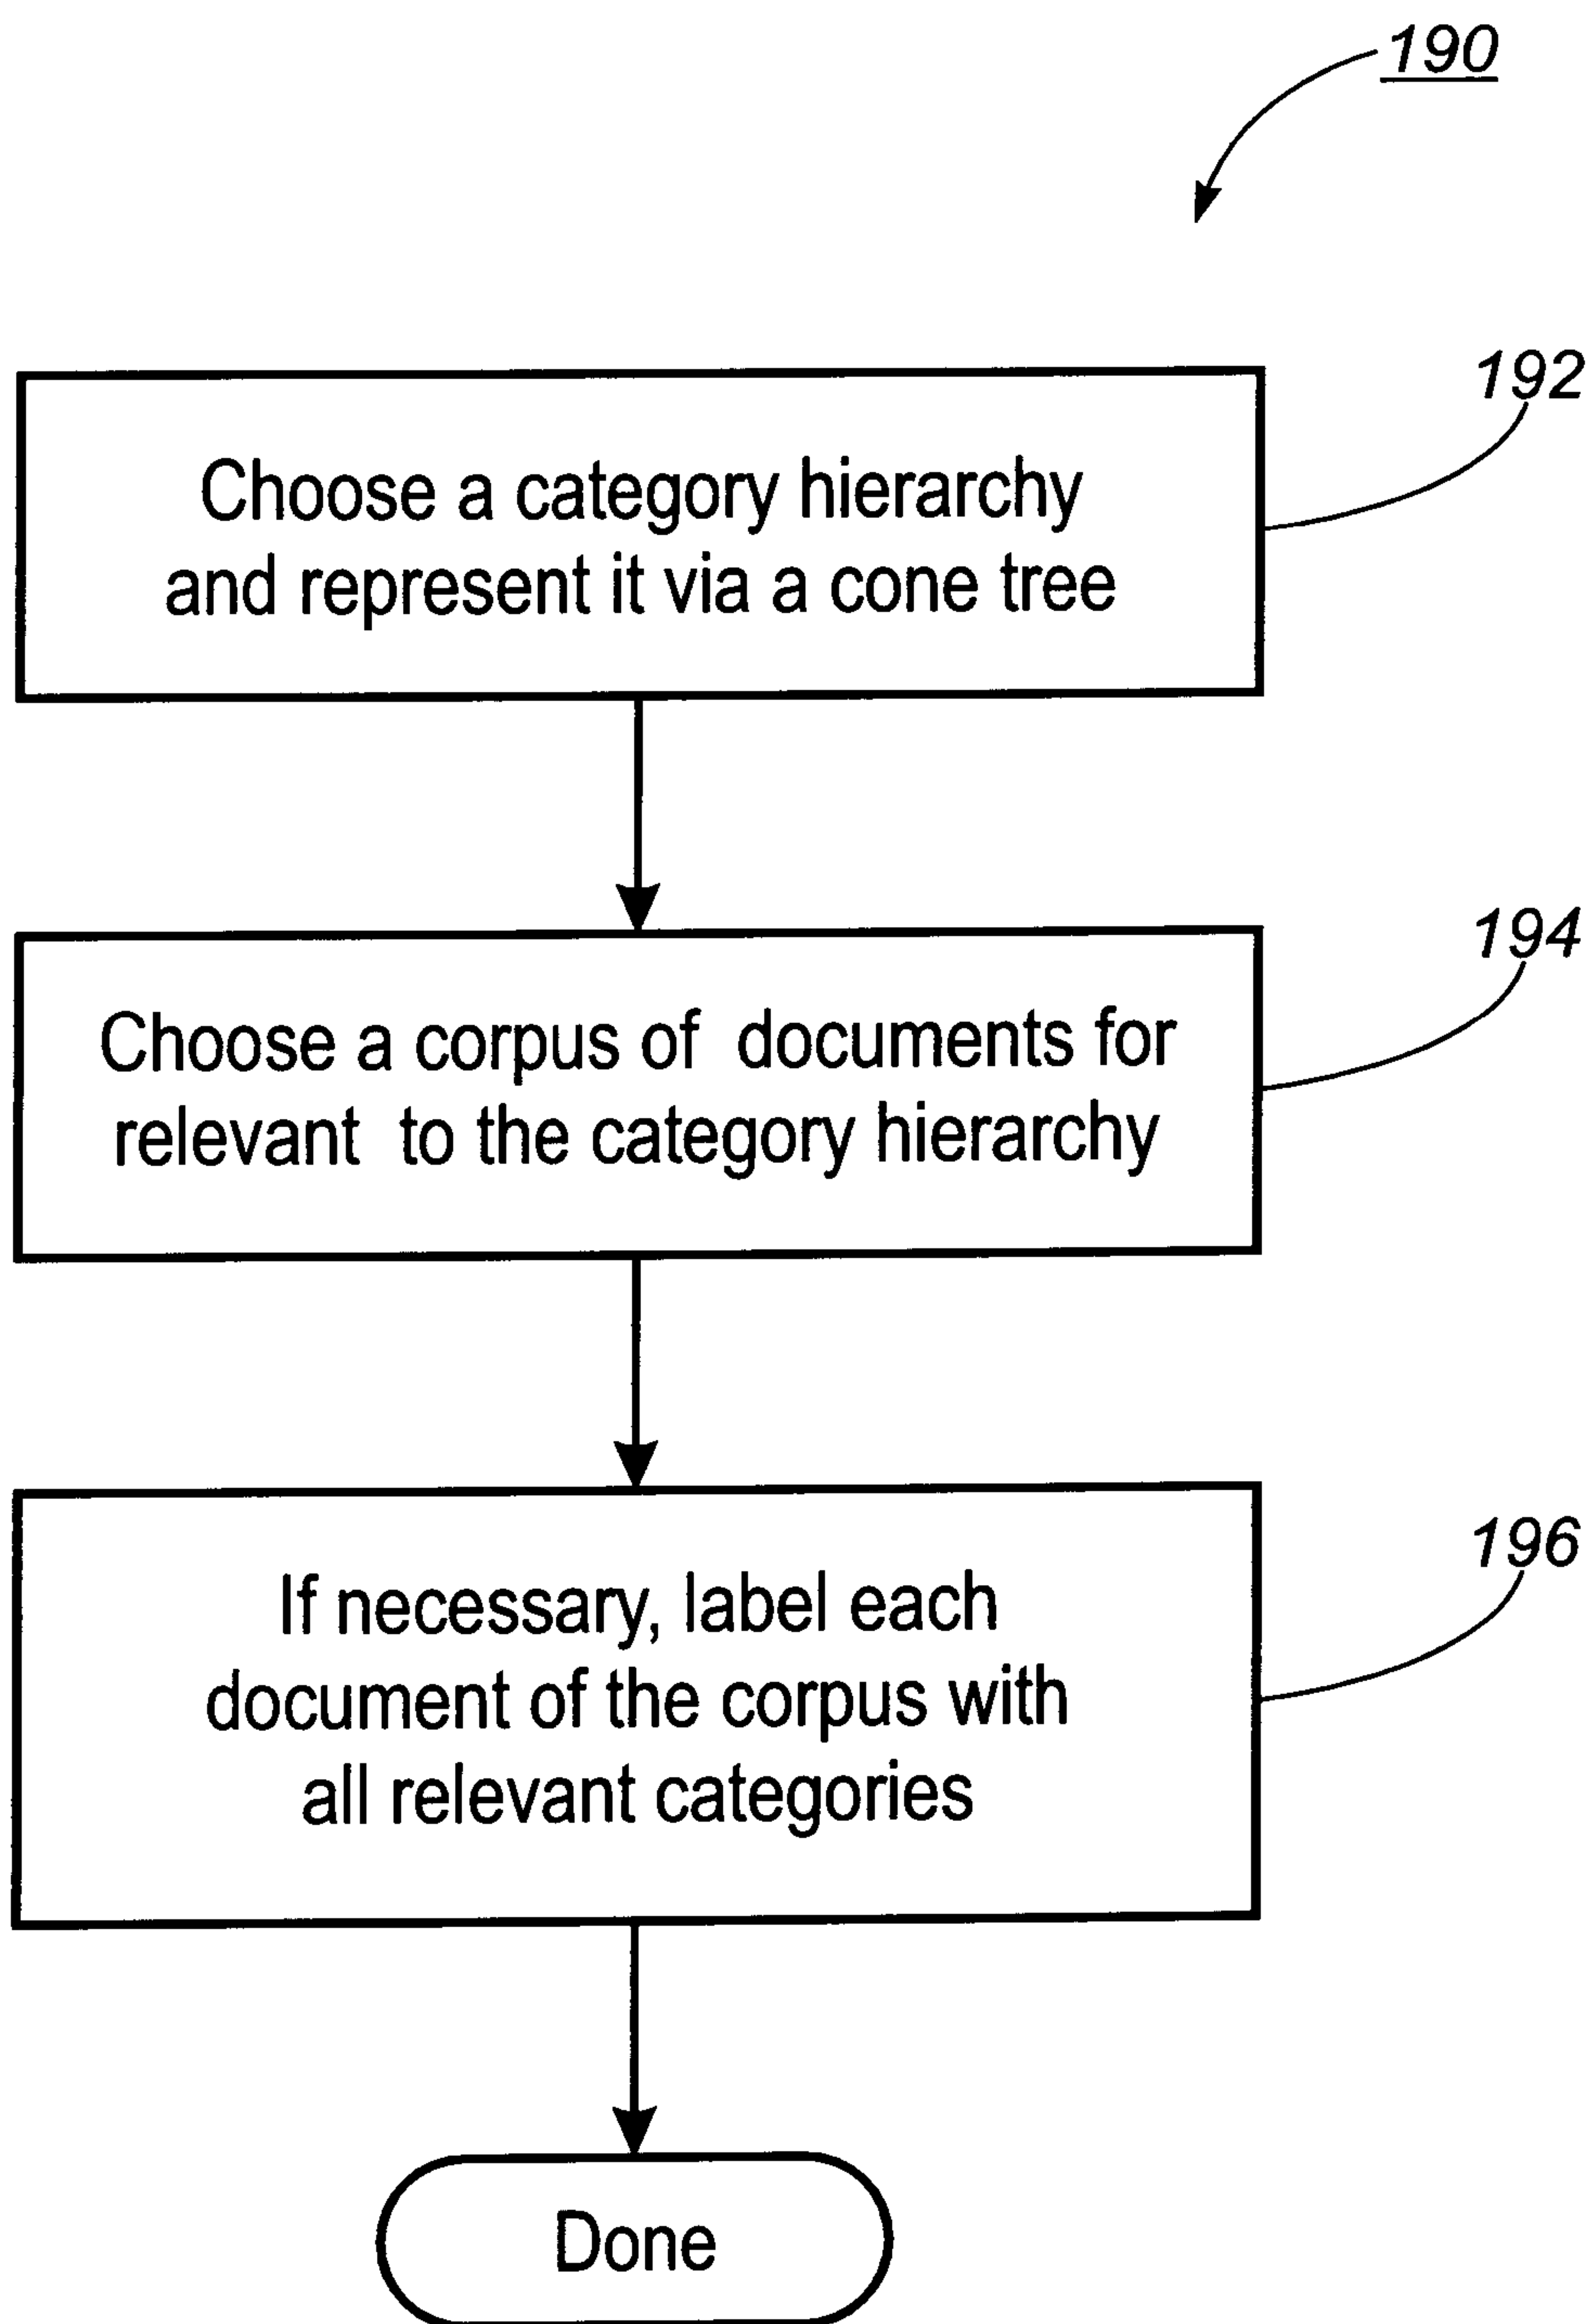 190
192
Choose a category hierarchy
and represent it via a cone tree
194
Choose a corpus of documents for
relevant to the category hierarchy
196
If necessary, label each
document of the corpus with
all relevant categories
Done